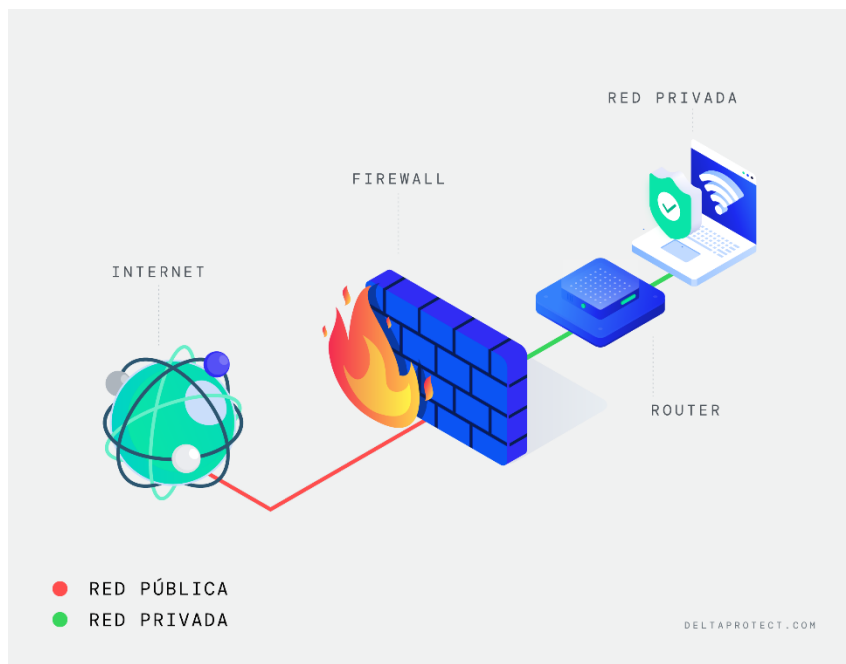 RED PRIVADA
FIREWALL
INTERNET
ROUTER
RED PÚBLICA
RED PRIVADA
DELTAPROTECT.COM